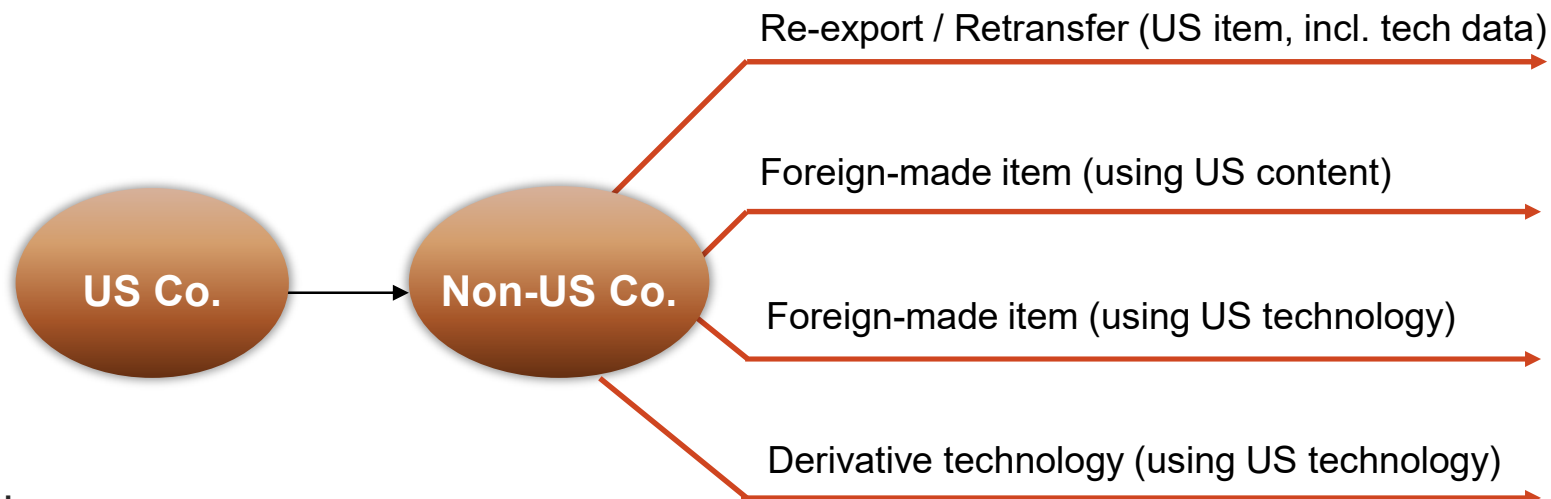 Re-export / Retransfer (US item, incl. tech data)
Foreign-made item (using US content)
US Co.
Non-US Co.
Foreign-made item (using US technology)
Derivative technology (using US technology)
.